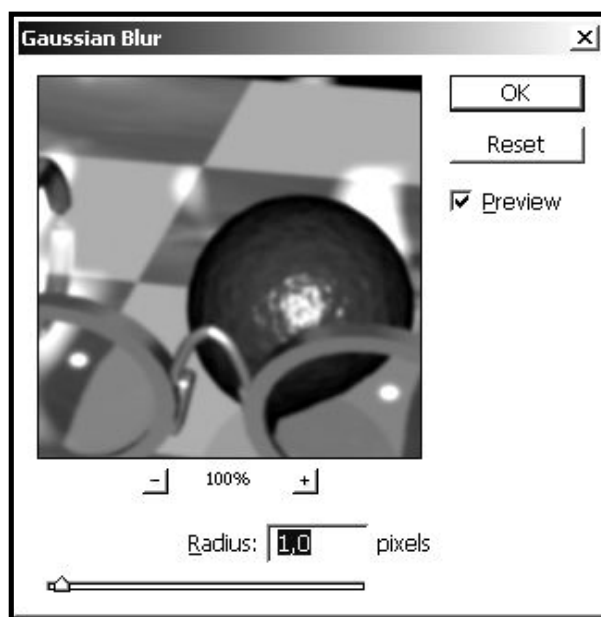 Gaussian Blur
OK
Reset
Preview
- 100% +
Radius: 1,0 pixels